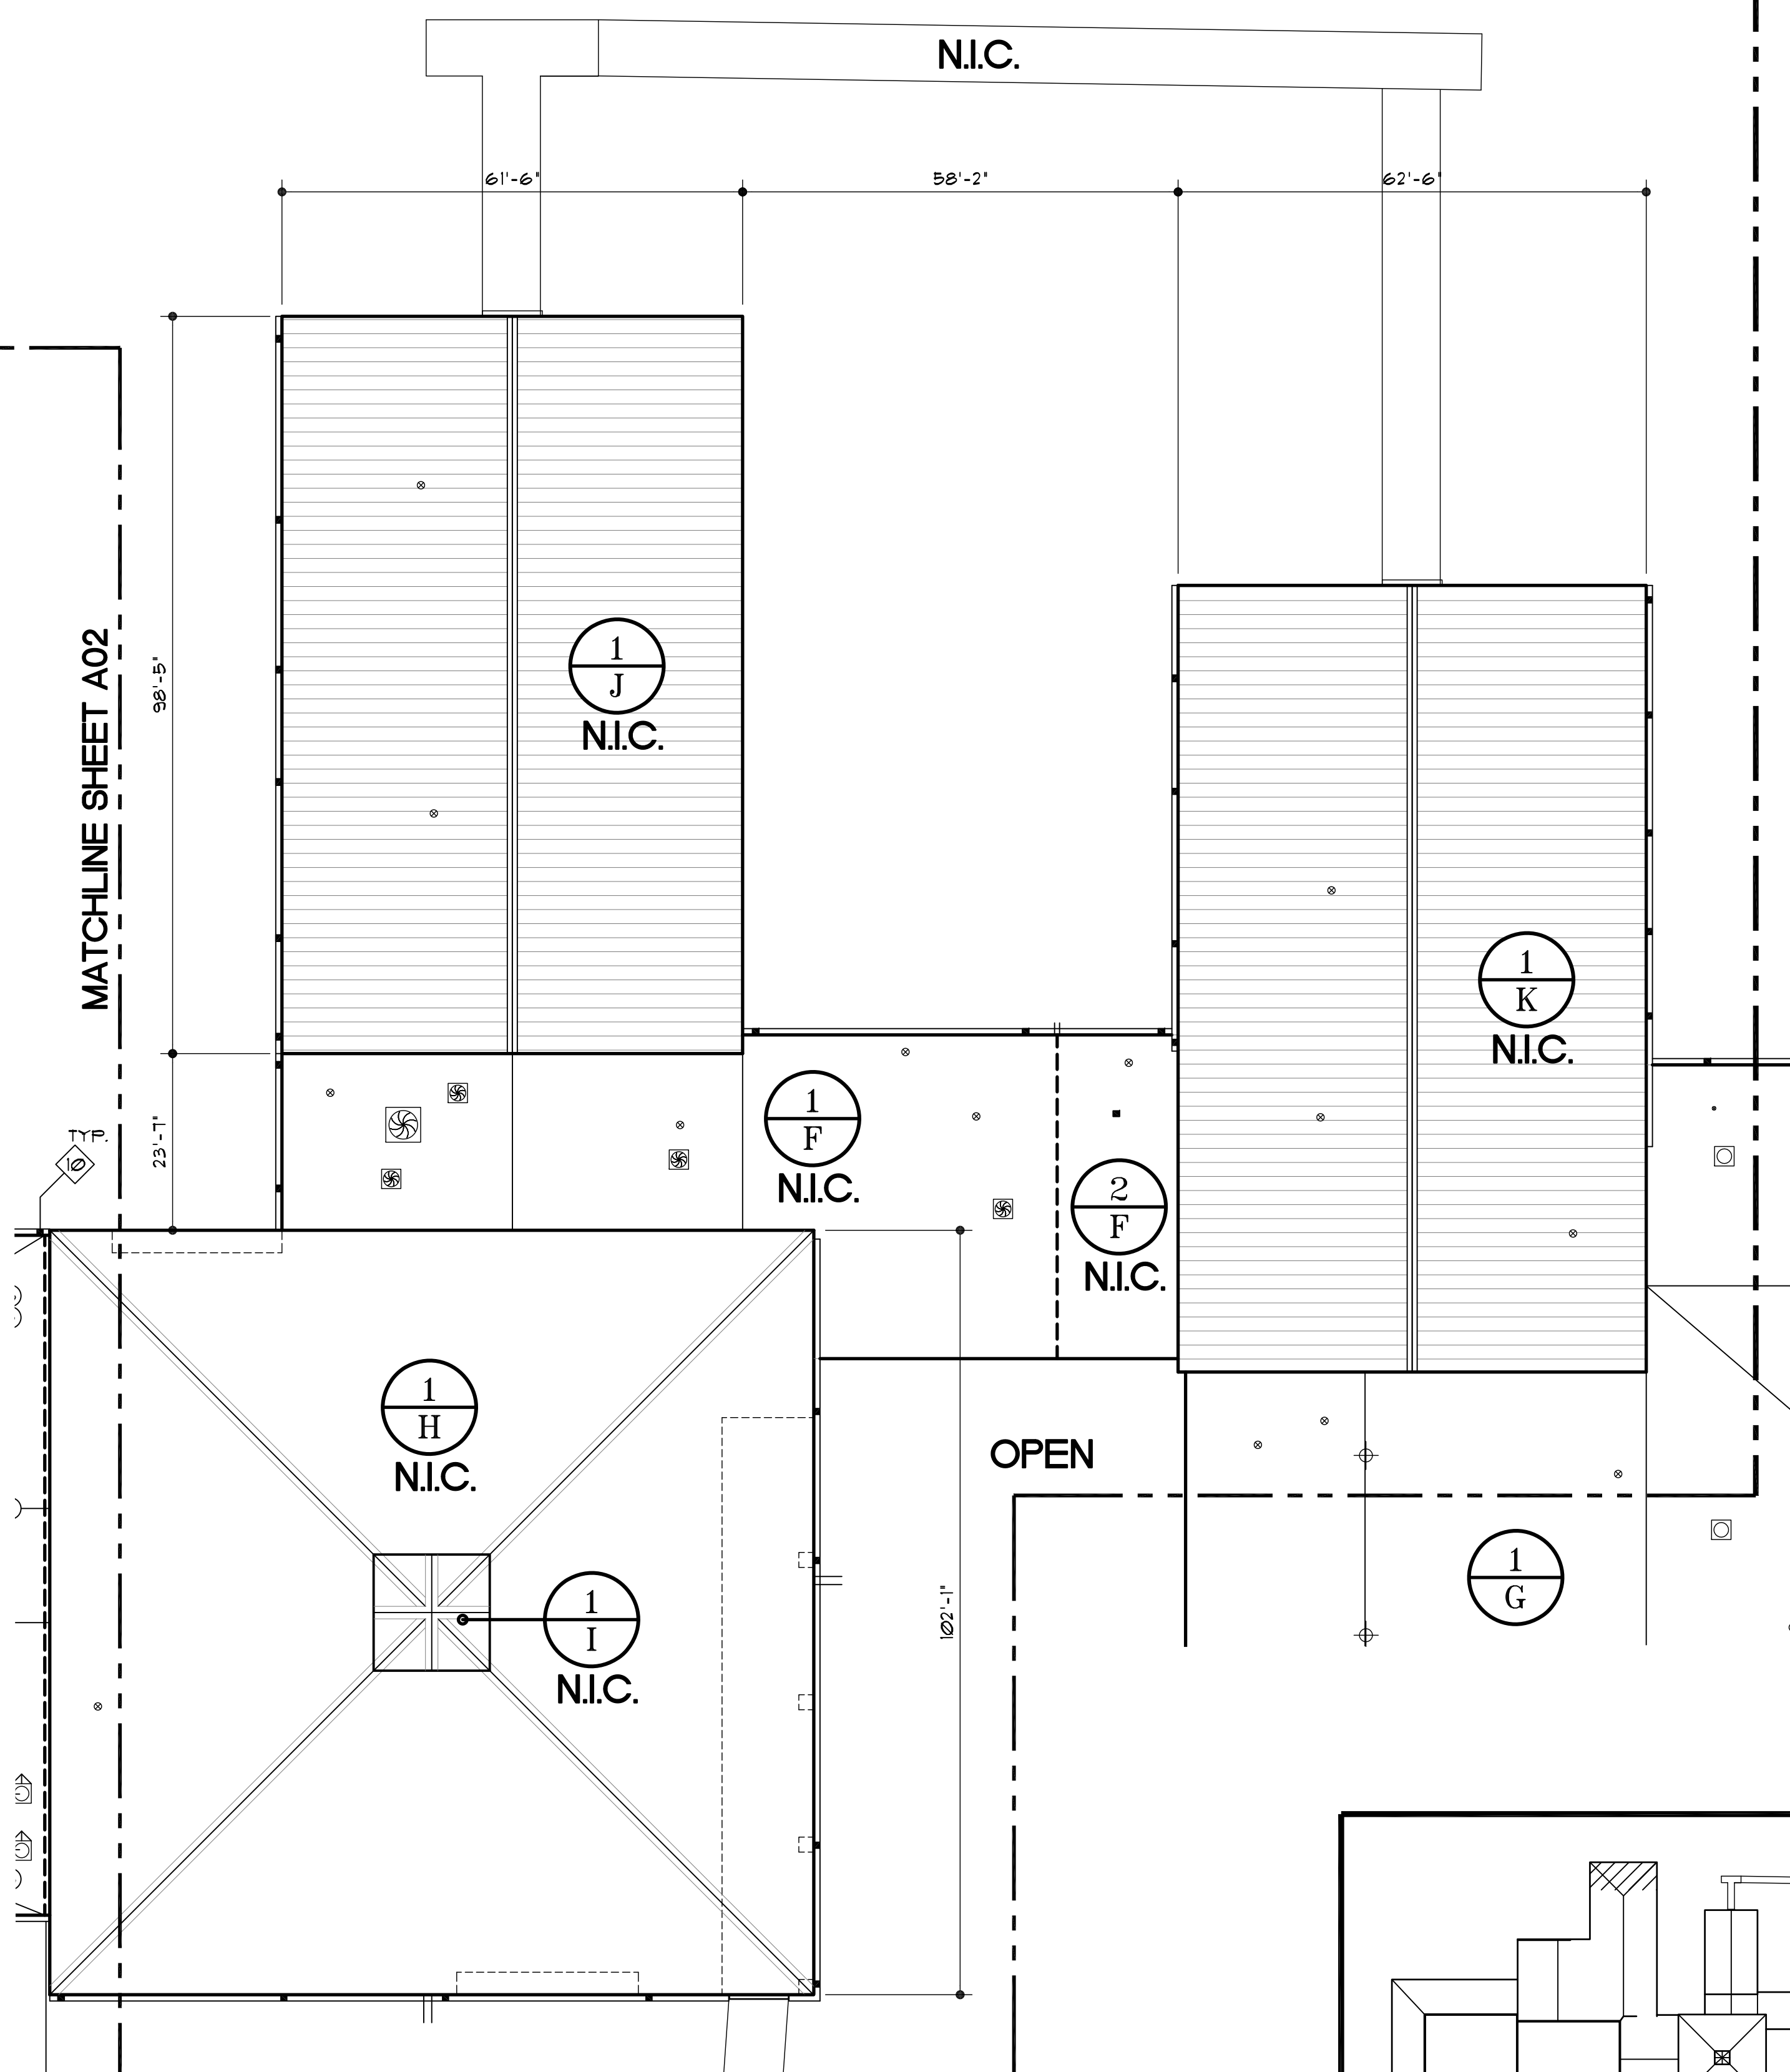 N.I.C.
61'-6"
58'-2"
62'-6"
98'-5"
MATCHLINE SHEET A02
1
J
N.I.C.
1
K
N.I.C.
23'-7"
TYP.
10
1
F
N.I.C.
2
F
N.I.C.
1
H
N.I.C.
OPEN
1
G
1
I
N.I.C.
102'-1"